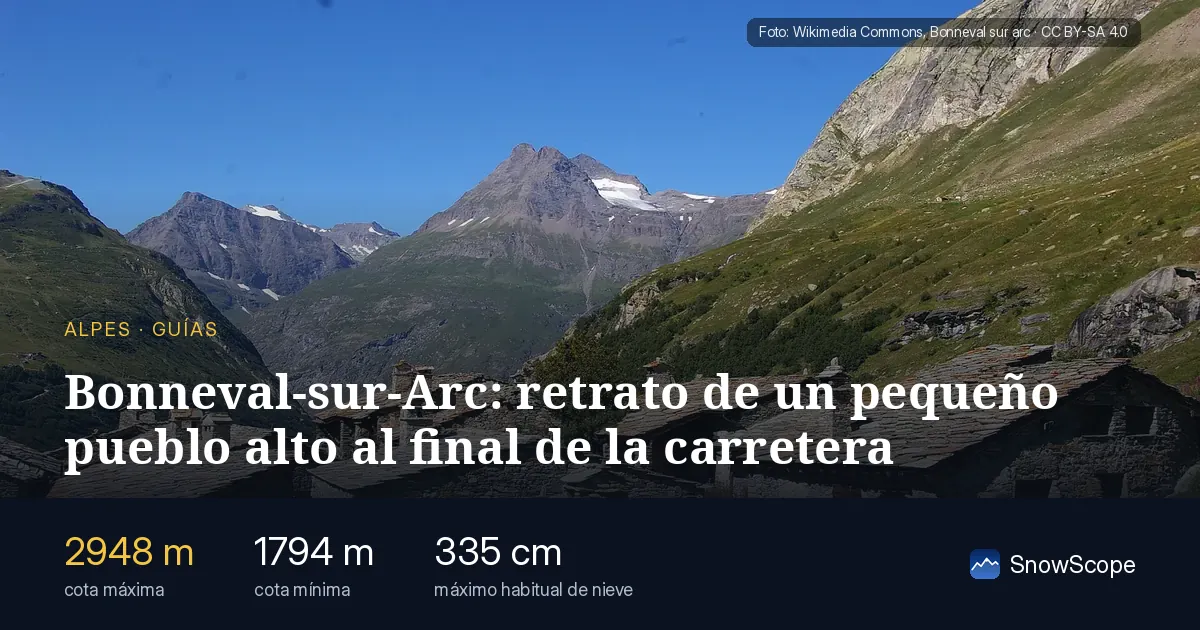 Foto: Wikimedia Commons, Bonneval sur arc · CC BY-SA 4.0
ALPES · GUÍAS
Bonneval-sur-Arc: retrato de un pequeño
pueblo alto al final de la carretera
2948 m
cota máxima
1794 m
cota mínima
335 cm
máximo habitual de nieve
SnowScope